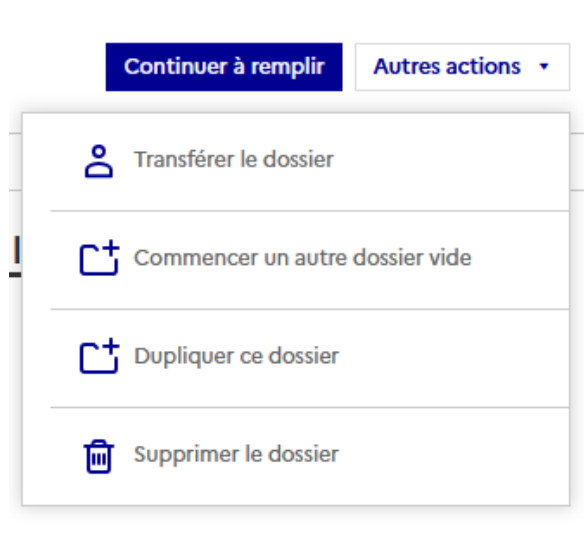 Continuer à remplir
Autres actions
Transférer le dossier
Commencer un autre dossier vide
Dupliquer ce dossier
Supprimer le dossier